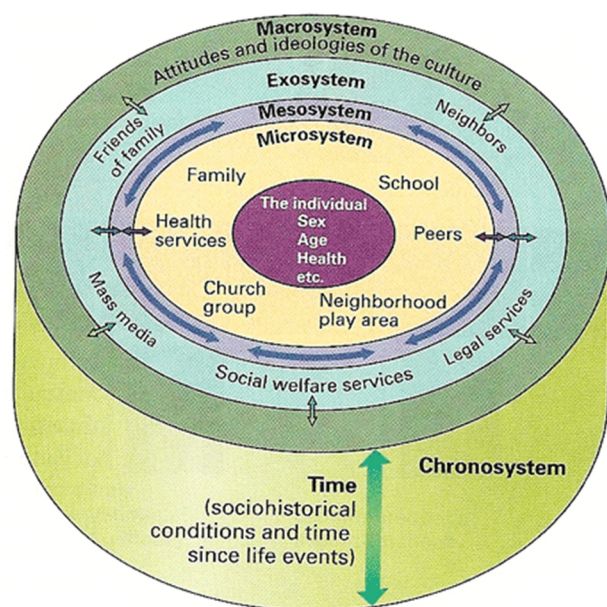 Macrosystem
Attitudes and ideologies of the culture
Exosystem
Mesosystem
Microsystem
Friends
of family
Neighbors
Family
School
The individual
Sex
Age
Health
etc.
Health
services
Peers
Church
group
Neighborhood
play area
Mass media
Legal services
Social welfare services
Chronosystem
Time
(sociohistorical
conditions and time
since life events)